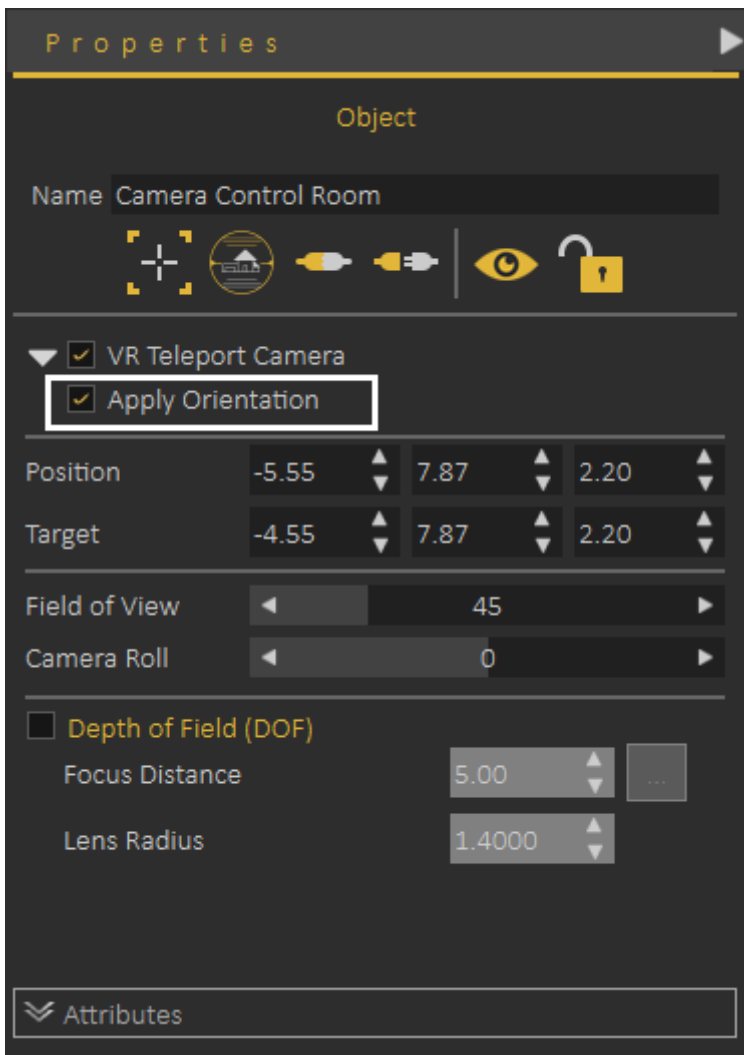 Properties
Object
Name Camera Control Room
VR Teleport Camera
Apply Orientation
Position -5.55 7.87 2.20
Target -4.55 7.87 2.20
Field of View 45
Camera Roll 0
Depth of Field (DOF)
Focus Distance 5.00 ...
Lens Radius 1.4000
Attributes